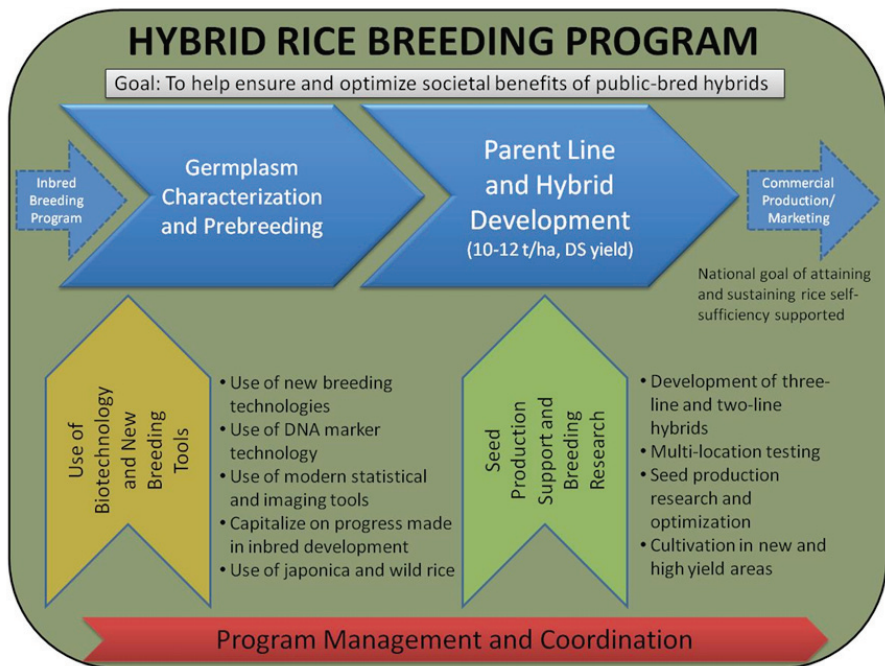 HYBRID RICE BREEDING PROGRAM
Goal: To help ensure and optimize societal benefits of public-bred hybrids
Inbred
Breeding
Program
Germplasm
Characterization
and Prebreeding
Parent Line
and Hybrid
Development
(10-12 t/ha, DS yield)
Commercial
Production/
Marketing
National goal of attaining
and sustaining rice self-
sufficiency supported
Use of
Biotechnology
and New
Breeding
Tools
• Use of new breeding
technologies
• Use of DNA marker
technology
• Use of modern statistical
and imaging tools
• Capitalize on progress made
in inbred development
• Use of japonica and wild rice
Seed
Production
Support and
Breeding
Research
• Development of three-
line and two-line
hybrids
• Multi-location testing
• Seed production
research and
optimization
• Cultivation in new and
high yield areas
Program Management and Coordination